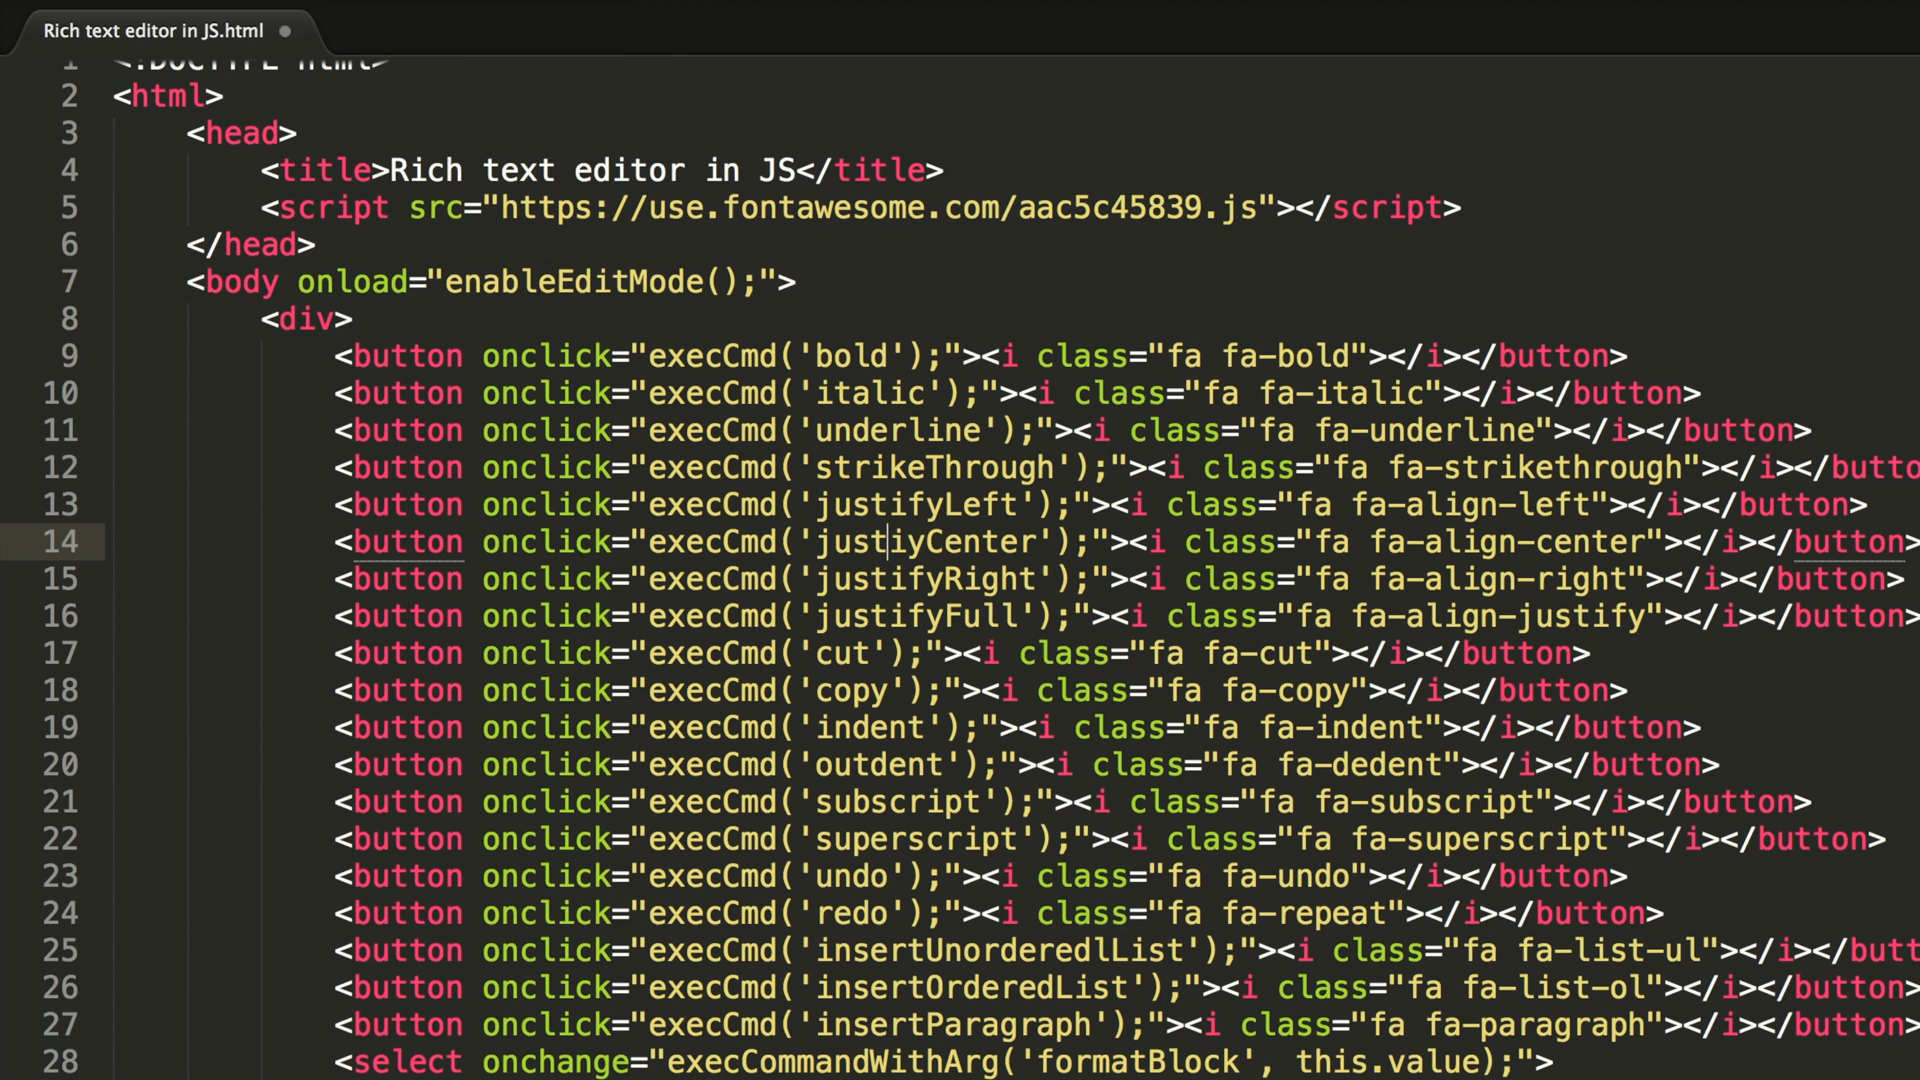 Rich text editor in JS.html
1 <!DOCTYPE html>
2 <html>
3 <head>
4 <title>Rich text editor in JS</title>
5 <script src="https://use.fontawesome.com/aac5c45839.js"></script>
6 </head>
7 <body onload="enableEditMode();">
8 <div>
9 <button onclick="execCmd('bold');"><i class="fa fa-bold"></i></button>
10 <button onclick="execCmd('italic');"><i class="fa fa-italic"></i></button>
11 <button onclick="execCmd('underline');"><i class="fa fa-underline"></i></button>
12 <button onclick="execCmd('strikeThrough');"><i class="fa fa-strikethrough"></i></butto
13 <button onclick="execCmd('justifyLeft');"><i class="fa fa-align-left"></i></button>
14 <button onclick="execCmd('justiyCenter');"><i class="fa fa-align-center"></i></button>
15 <button onclick="execCmd('justifyRight');"><i class="fa fa-align-right"></i></button>
16 <button onclick="execCmd('justifyFull');"><i class="fa fa-align-justify"></i></button>
17 <button onclick="execCmd('cut');"><i class="fa fa-cut"></i></button>
18 <button onclick="execCmd('copy');"><i class="fa fa-copy"></i></button>
19 <button onclick="execCmd('indent');"><i class="fa fa-indent"></i></button>
20 <button onclick="execCmd('outdent');"><i class="fa fa-dedent"></i></button>
21 <button onclick="execCmd('subscript');"><i class="fa fa-subscript"></i></button>
22 <button onclick="execCmd('superscript');"><i class="fa fa-superscript"></i></button>
23 <button onclick="execCmd('undo');"><i class="fa fa-undo"></i></button>
24 <button onclick="execCmd('redo');"><i class="fa fa-repeat"></i></button>
25 <button onclick="execCmd('insertUnorderedlList');"><i class="fa fa-list-ul"></i></butt
26 <button onclick="execCmd('insertOrderedList');"><i class="fa fa-list-ol"></i></button>
27 <button onclick="execCmd('insertParagraph');"><i class="fa fa-paragraph"></i></button>
28 <select onchange="execCommandWithArg('formatBlock', this.value);">